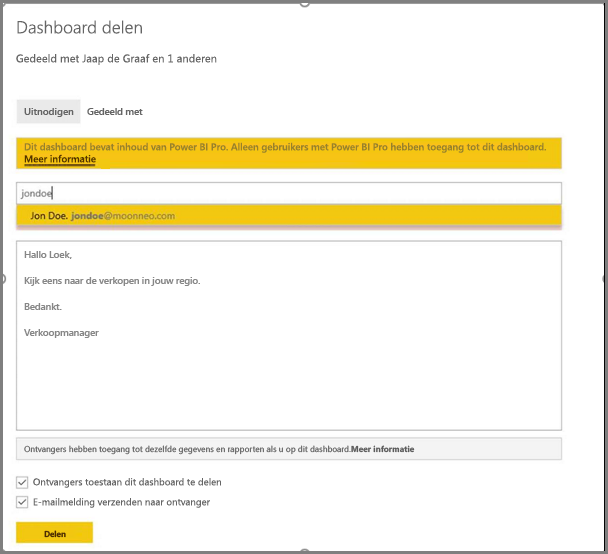 Dashboard delen
Gedeeld met Jaap de Graaf en 1 anderen
Uitnodigen Gedeeld met
Dit dashboard bevat inhoud van Power BI Pro. Alleen gebruikers met Power BI Pro hebben toegang tot dit dashboard.
Meer informatie
jondoe
Jon Doe. jondoe@moonneo.com
Hallo Loek,
Kijk eens naar de verkopen in jouw regio.
Bedankt.
Verkoopmanager
Ontvangers hebben toegang tot dezelfde gegevens en rapporten als u op dit dashboard.Meer informatie
Ontvangers toestaan dit dashboard te delen
E-mailmelding verzenden naar ontvanger
Delen